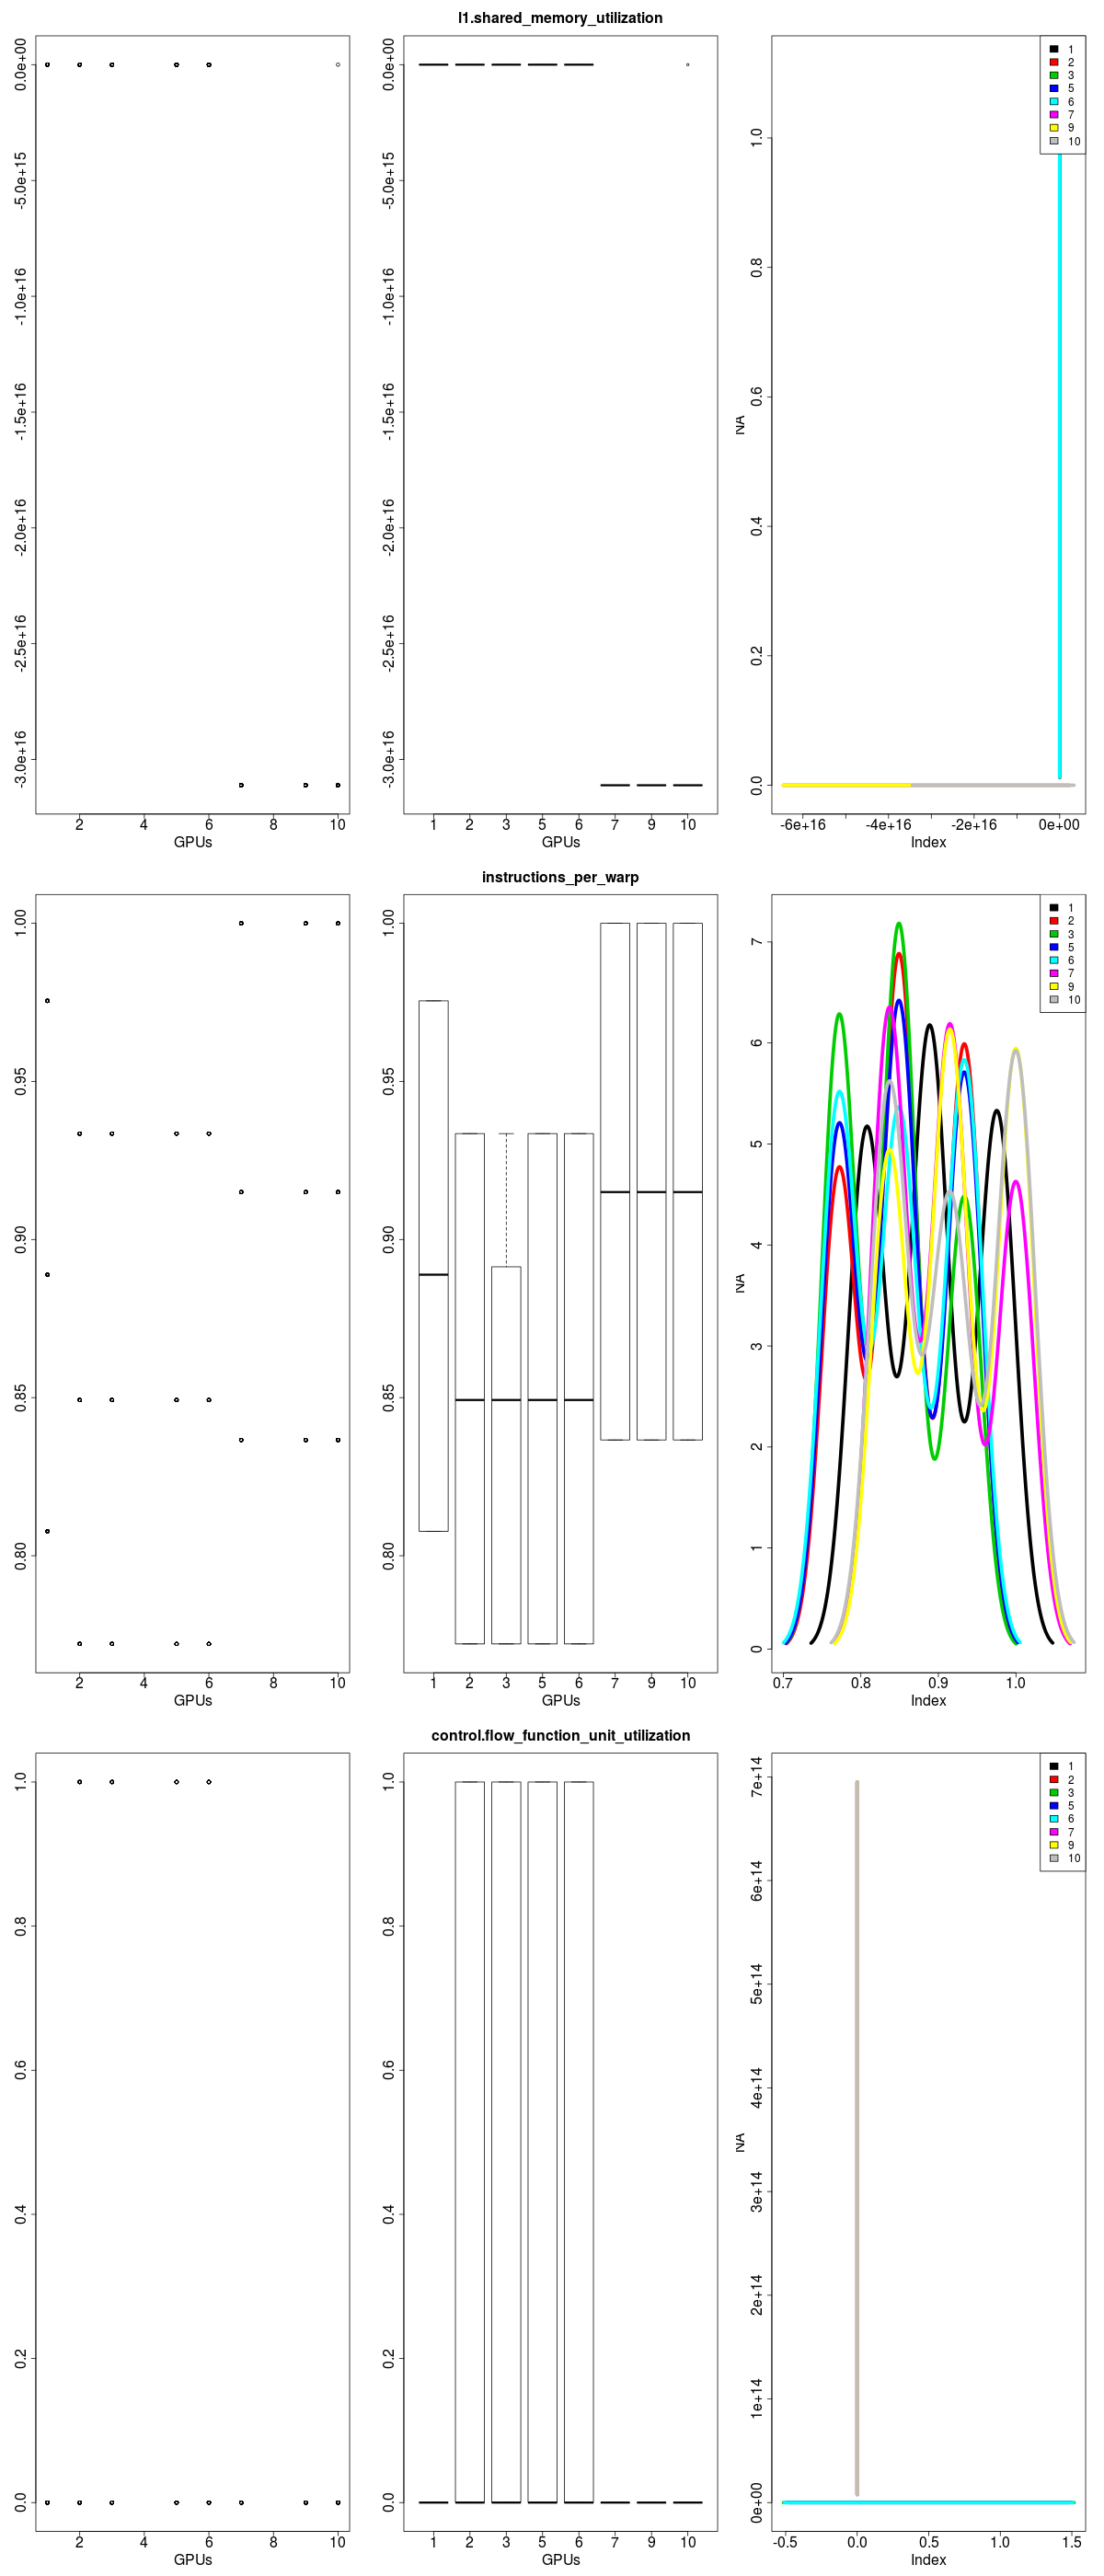 l1.shared_memory_utilization
0.0e+00
-5.0e+15
-1.0e+16
-1.5e+16
-2.0e+16
-2.5e+16
-3.0e+16
2 4 6 8 10
GPUs
0.0e+00
-5.0e+15
-1.0e+16
-1.5e+16
-2.0e+16
-2.5e+16
-3.0e+16
1 2 3 5 6 7 9 10
GPUs
NA
1.0
0.8
0.6
0.4
0.2
0.0
-6e+16 -4e+16 -2e+16 0e+00
Index
1
2
3
5
6
7
9
10
instructions_per_warp
1.00
0.95
0.90
0.85
0.80
2 4 6 8 10
GPUs
1.00
0.95
0.90
0.85
0.80
1 2 3 5 6 7 9 10
GPUs
NA
7
6
5
4
3
2
1
0
0.7 0.8 0.9 1.0
Index
1
2
3
5
6
7
9
10
control.flow_function_unit_utilization
1.0
0.8
0.6
0.4
0.2
0.0
2 4 6 8 10
GPUs
1.0
0.8
0.6
0.4
0.2
0.0
1 2 3 5 6 7 9 10
GPUs
NA
7e+14
6e+14
5e+14
4e+14
3e+14
2e+14
1e+14
0e+00
-0.5 0.0 0.5 1.0 1.5
Index
1
2
3
5
6
7
9
10